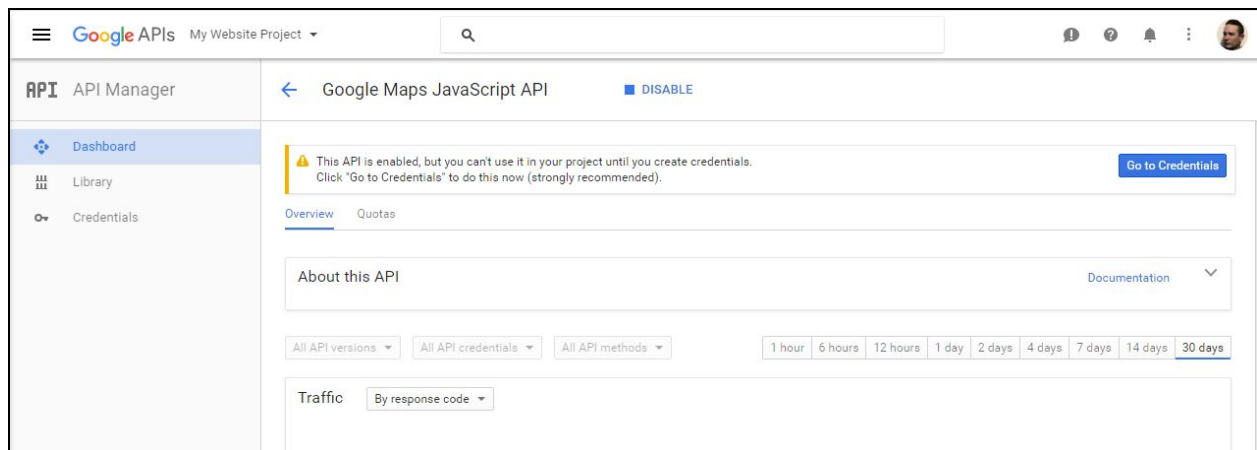 Google APIs My Website Project
API API Manager
Google Maps JavaScript API DISABLE
Dashboard
Library
Credentials
This API is enabled, but you can't use it in your project until you create credentials.
Click "Go to Credentials" to do this now (strongly recommended).
Go to Credentials
Overview Quotas
About this API Documentation
All API versions All API credentials All API methods 1 hour 6 hours 12 hours 1 day 2 days 4 days 7 days 14 days 30 days
Traffic By response code